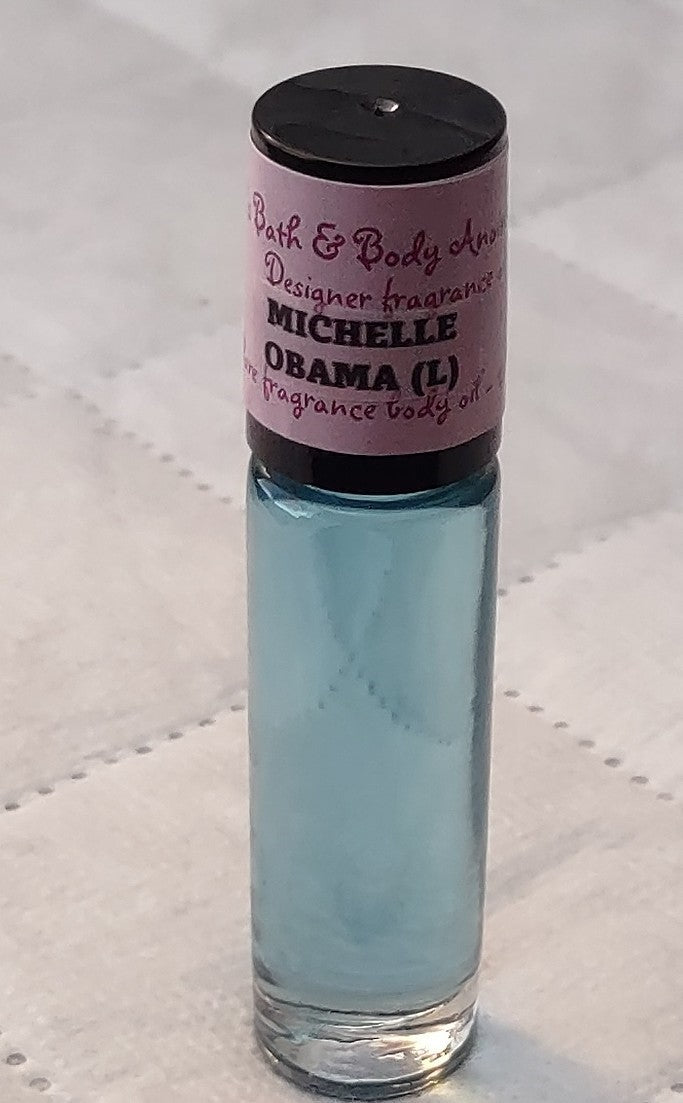 Bath & Body
Designer fragrance
MICHELLE
OBAMA (L)
fragrance body oil -